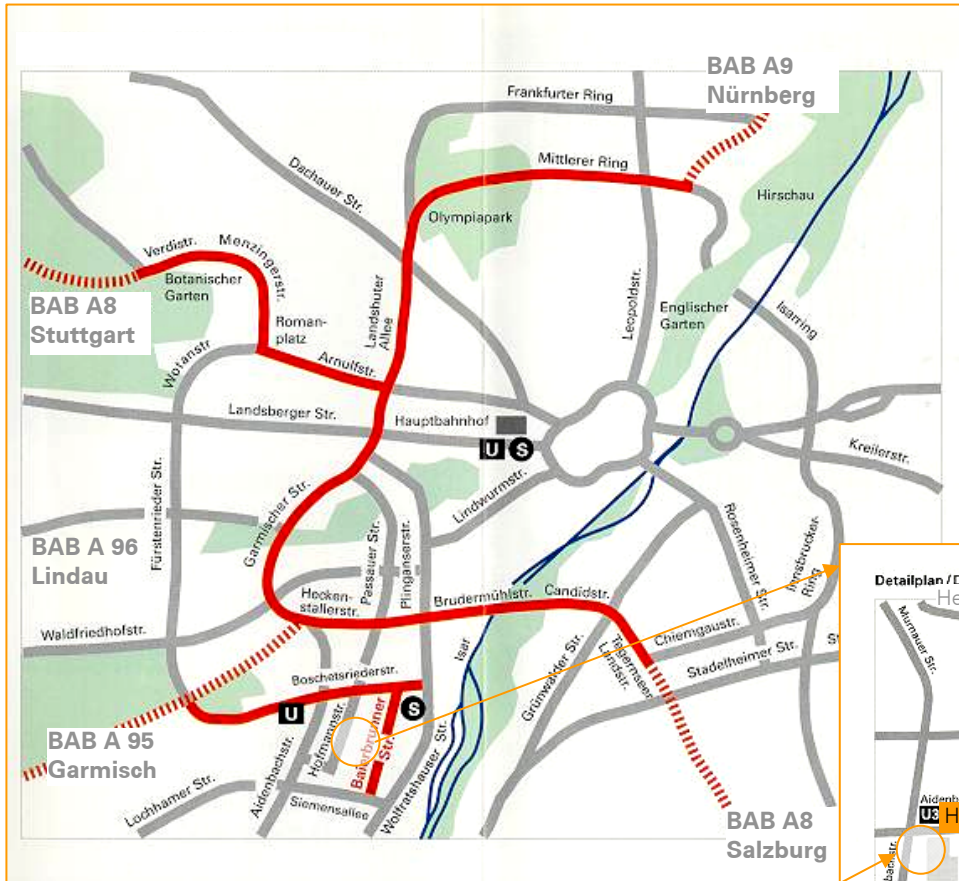 BAB A9
Nürnberg
Frankfurter Ring
Mittlerer Ring
Dachauer Str.
Hirschau
Olympiapark
Verdistr.
Menzingerstr.
Botanischer
Garten
BAB A8
Stuttgart
Roman-
platz
Landshuter
Allee
Leopoldstr.
Englischer
Garten
Isarring
Wotanstr
Arnulfstr.
Landsberger Str.
Hauptbahnhof
U S
Kreilerstr.
Lindwurmstr.
Fürstenrieder Str.
Garmischer Str.
Passauer Str.
Plinganserstr.
Rosenheimer Str.
Innsbrucker-
Ring
BAB A 96
Lindau
Hecken-
stallerstr.
Brudermühlstr.
Candidstr.
Waldfriedhofstr.
Chiemgaustr.
Stadelheimer Str.
St
Tegernseer
Landstr.
Grünwalder Str.
Isar
Boschetsriederstr.
U
S
Hofmannstr.
Baierbrunner
Str.
Aidenbachstr.
Wolfratshauser Str.
BAB A 95
Garmisch
Lochhamer Str.
Siemensallee
BAB A8
Salzburg
Detailplan / D
He
Murnauer Str.
Aidenb
U3 H
bachstr.